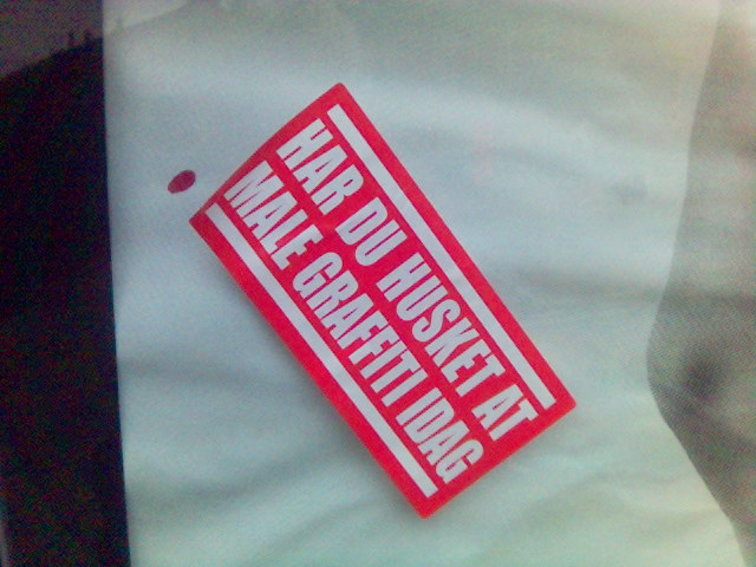 HAR DU HUSKET AT
MALE GRAFFITI IDAG